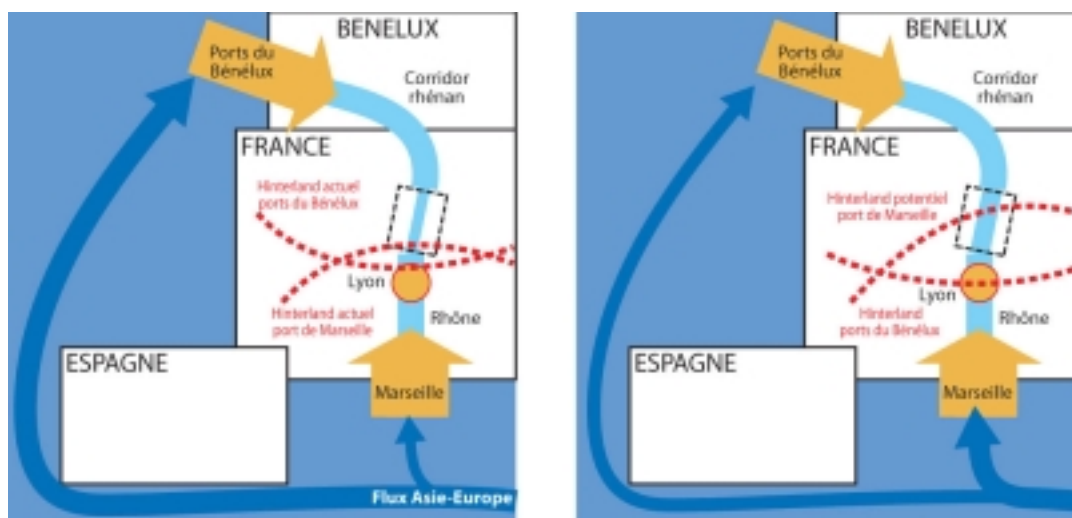 BENELUX
Ports du
Bénélux
Corridor
rhénan
FRANCE
Hinterland actuel
ports du Bénélux
Lyon
Hinterland actuel
port de Marseille
Rhône
ESPAGNE
Marseille
Flux Asie-Europe
BENELUX
Ports du
Bénélux
Corridor
rhénan
FRANCE
Hinterland potentiel
port de Marseille
Lyon
Hinterland
ports du Bénélux
Rhône
ESPAGNE
Marseille